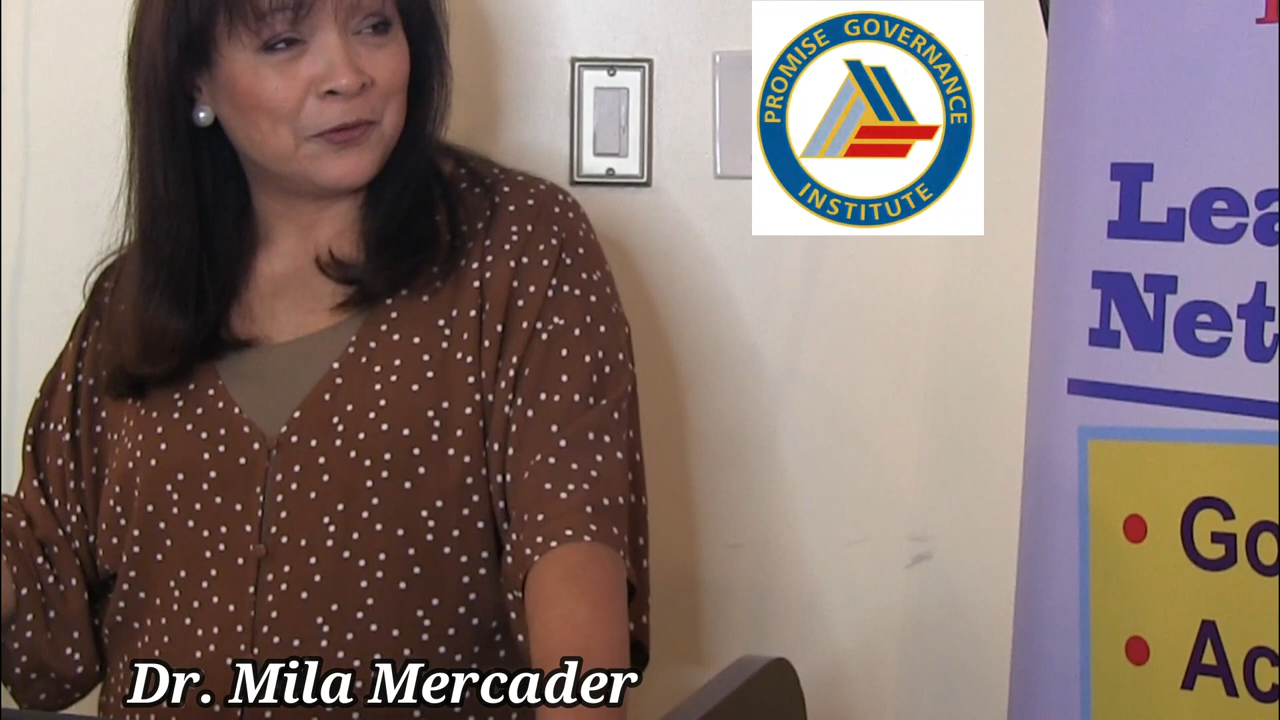 PROMISE GOVERNANCE
INSTITUTE
Lea
Net
• Go
• Ac
Dr. Mila Mercader